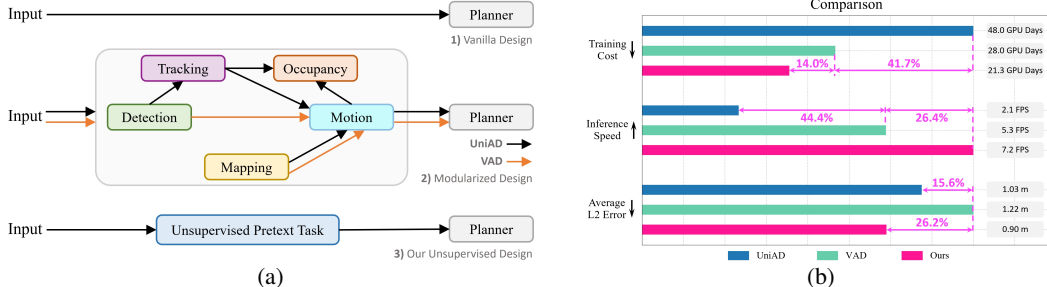 Input
Planner
1) Vanilla Design
Tracking
Occupancy
Input
Detection
Motion
Planner
Mapping
UniAD
VAD
2) Modularized Design
Input
Unsupervised Pretext Task
Planner
3) Our Unsupervised Design
(a)
Comparison
Training
Cost
48.0 GPU Days
28.0 GPU Days
14.0%
41.7%
21.3 GPU Days
Inference
Speed
2.1 FPS
44.4%
26.4%
5.3 FPS
7.2 FPS
Average
L2 Error
15.6%
1.03 m
1.22 m
26.2%
0.90 m
UniAD
VAD
Ours
(b)